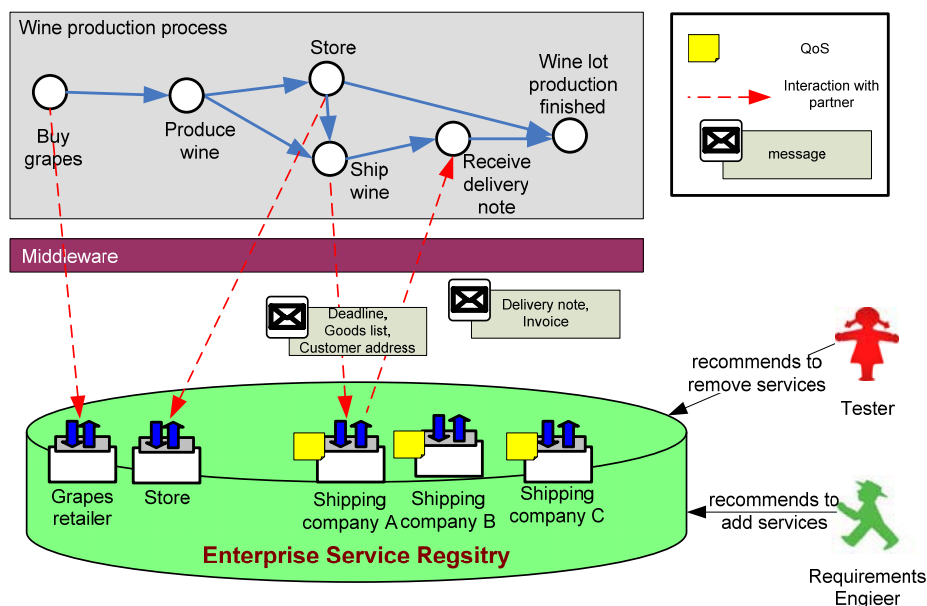 Wine production process
Store
Wine lot
production
finished
Buy
grapes
Produce
wine
Ship
wine
Receive
delivery
note
QoS
Interaction with
partner
message
Middleware
Deadline,
Goods list,
Customer address
Delivery note,
Invoice
recommends to
remove services
Tester
Grapes
retailer
Store
Shipping
company A
Shipping
company B
Shipping
company C
recommends to
add services
Enterprise Service Regsitry
Requirements
Engieer